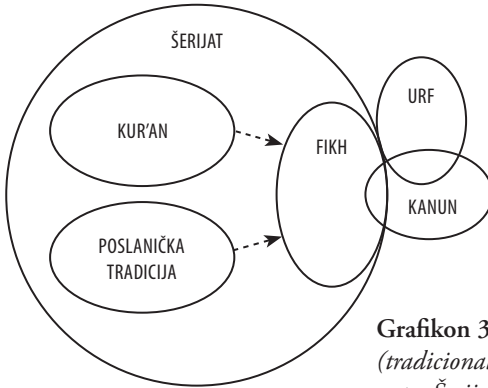 ŠERIJAT
KUR'AN
POSLANIČKA
TRADICIJA
FIKH
URF
KANUN
Grafikon 3
(tradicional